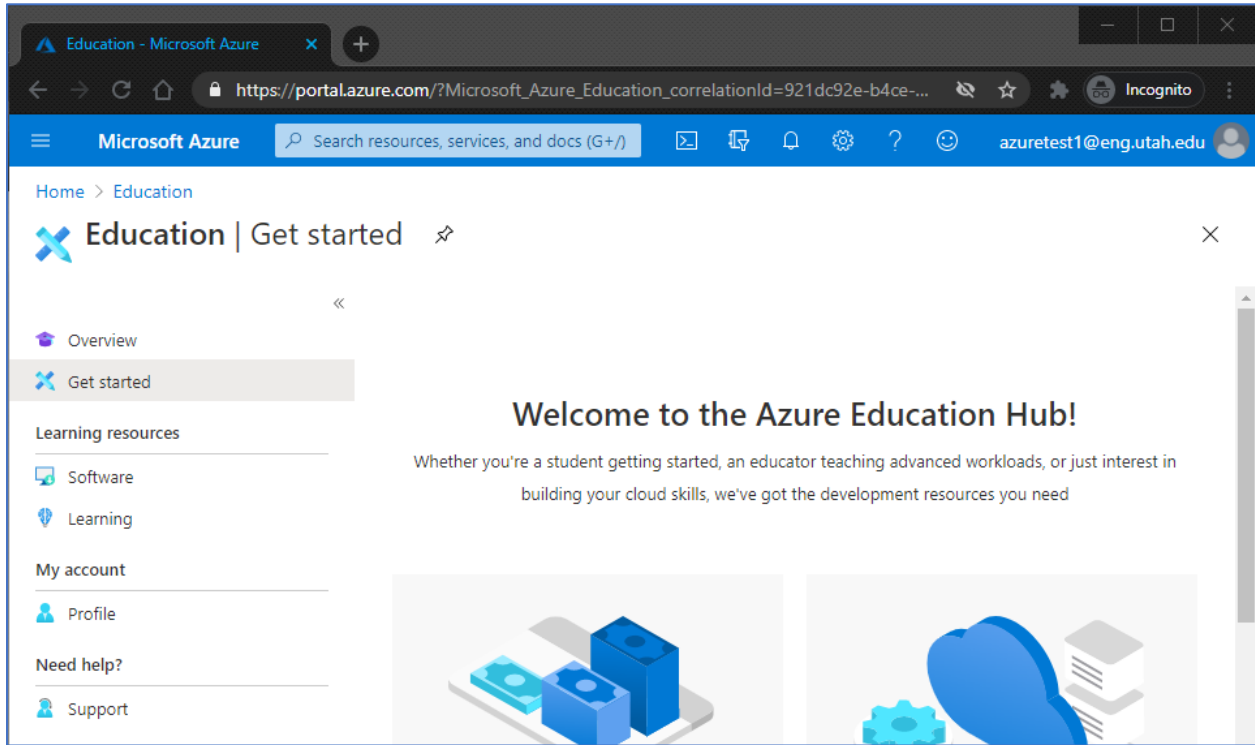 Education - Microsoft Azure
https://portal.azure.com/?Microsoft_Azure_Education_correlationId=921dc92e-b4ce-...
Incognito
Microsoft Azure
Search resources, services, and docs (G+/)
azuretest1@eng.utah.edu
Home > Education
Education | Get started
«
Overview
Get started
Learning resources
Software
Learning
My account
Profile
Need help?
Support
Welcome to the Azure Education Hub!
Whether you're a student getting started, an educator teaching advanced workloads, or just interest in
building your cloud skills, we've got the development resources you need